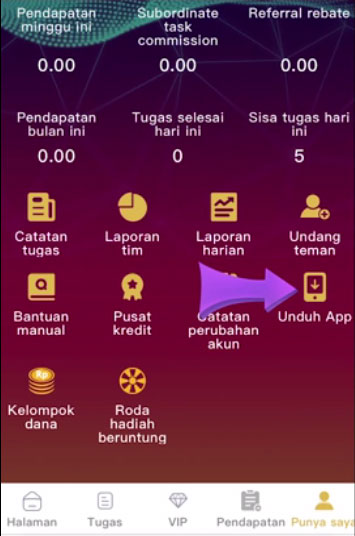 Pendapatan
minggu ini
Subordinate
task
commission
Referral rebate
0.00
0.00
0.00
Pendapatan
bulan ini
Tugas selesai
hari ini
Sisa tugas hari
ini
0.00
0
5
Catatan
tugas
Laporan
tim
Laporan
harian
Undang
teman
Bantuan
manual
Pusat
kredit
Catatan
perubahan
akun
Unduh App
Rp
Kelompok
dana
Roda
hadiah
beruntung
Halaman
Tugas
VIP
Pendapatan
Punya saya